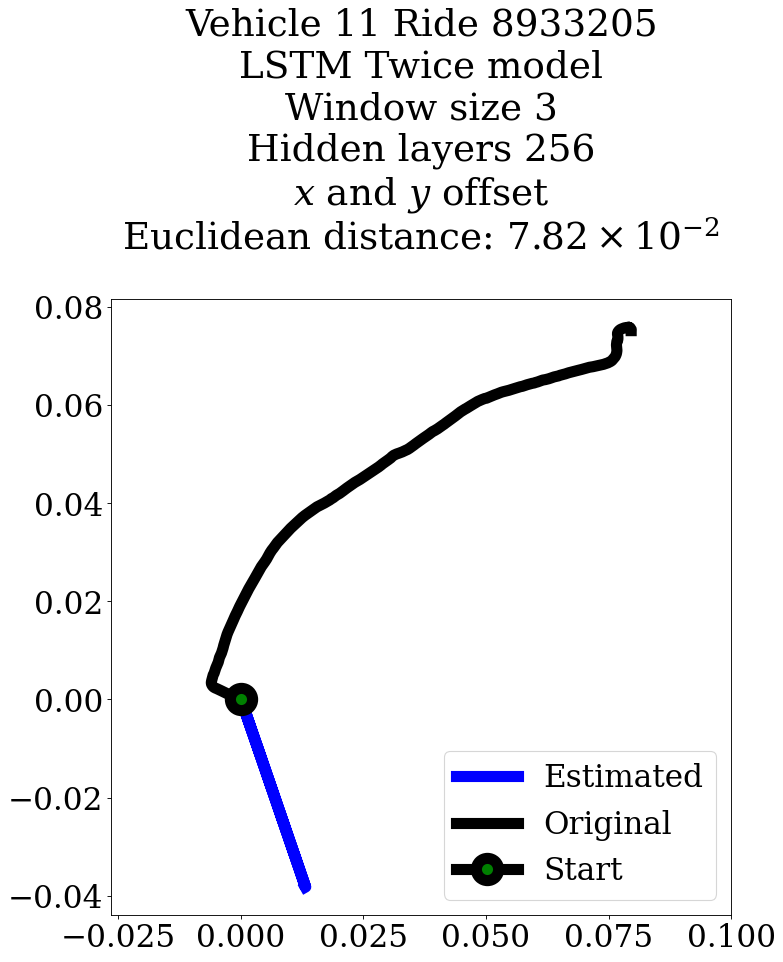 Vehicle 11 Ride 8933205
LSTM Twice model
Window size 3
Hidden layers 256
x and y offset
Euclidean distance: 7.82 × 10⁻²
0.08
0.06
0.04
0.02
0.00
−0.02
−0.04
Estimated
Original
Start
−0.025 0.000 0.025 0.050 0.075 0.100